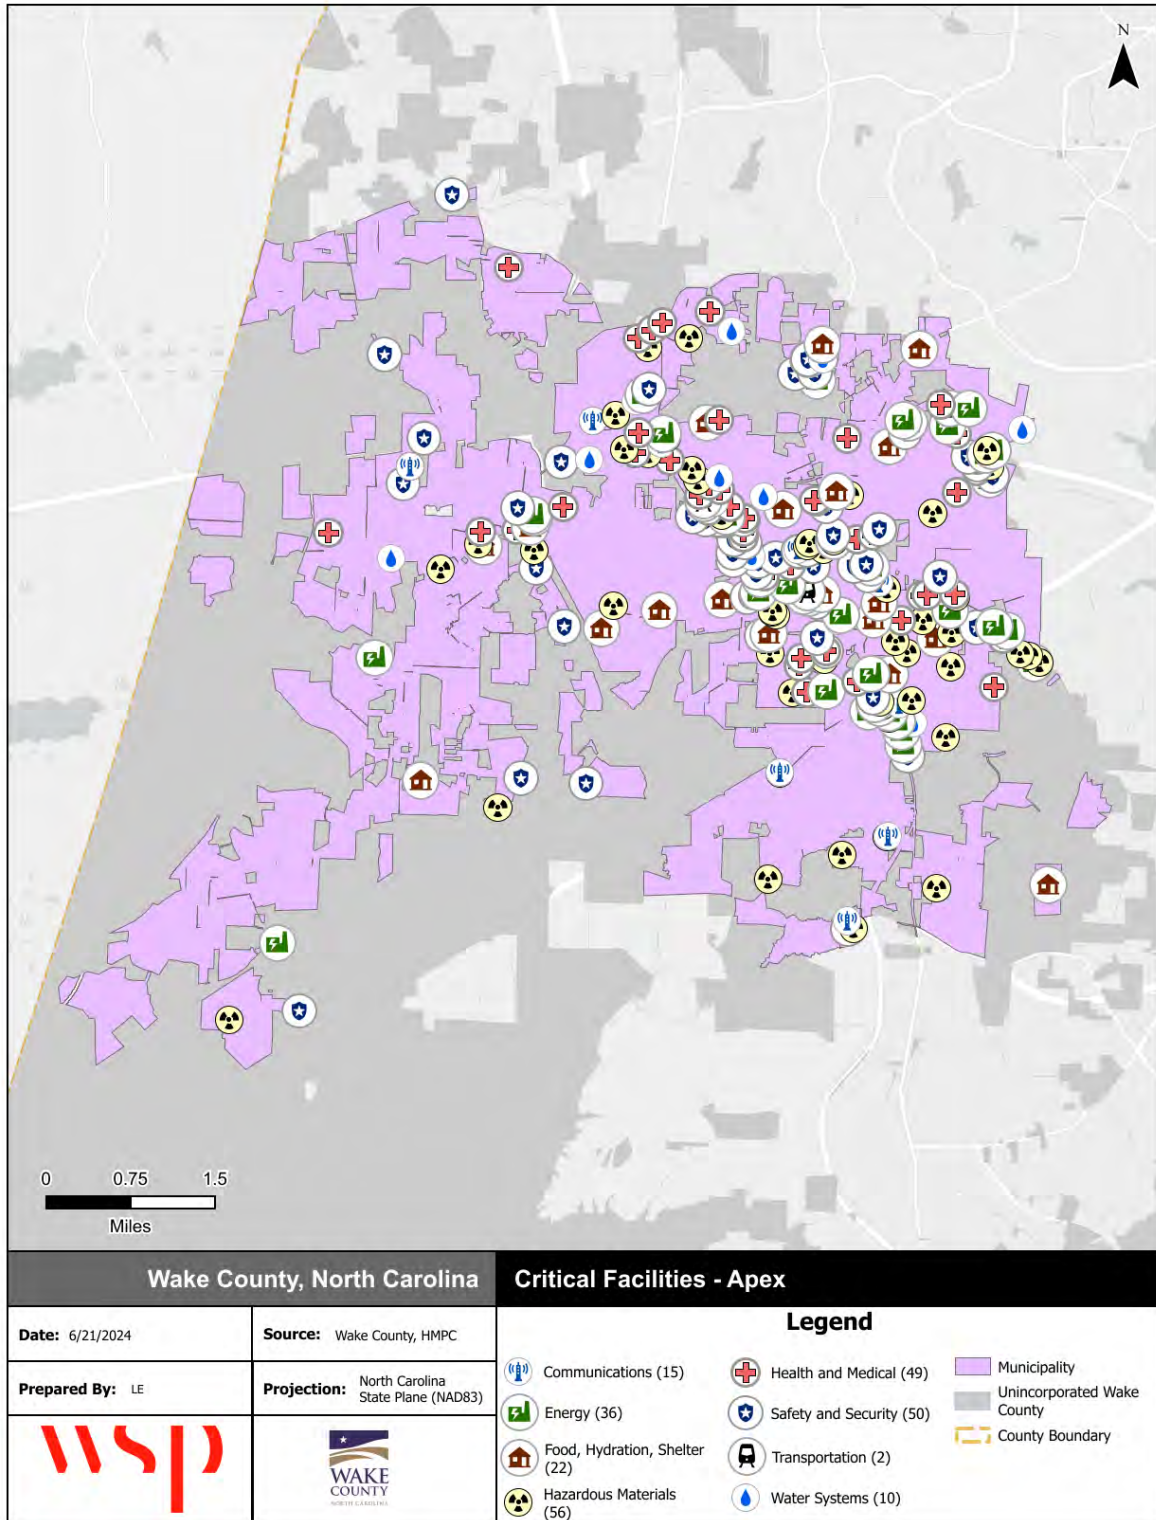 N
0 0.75 1.5
Miles
Wake County, North Carolina
Critical Facilities - Apex
Date: 6/21/2024
Source: Wake County, HMPC
Prepared By: LE
Projection: North Carolina
State Plane (NAD83)
wsp
WAKE
COUNTY
NORTH CAROLINA
Legend
Communications (15)
Energy (36)
Food, Hydration, Shelter
(22)
Hazardous Materials
(56)
Health and Medical (49)
Safety and Security (50)
Transportation (2)
Water Systems (10)
Municipality
Unincorporated Wake
County
County Boundary